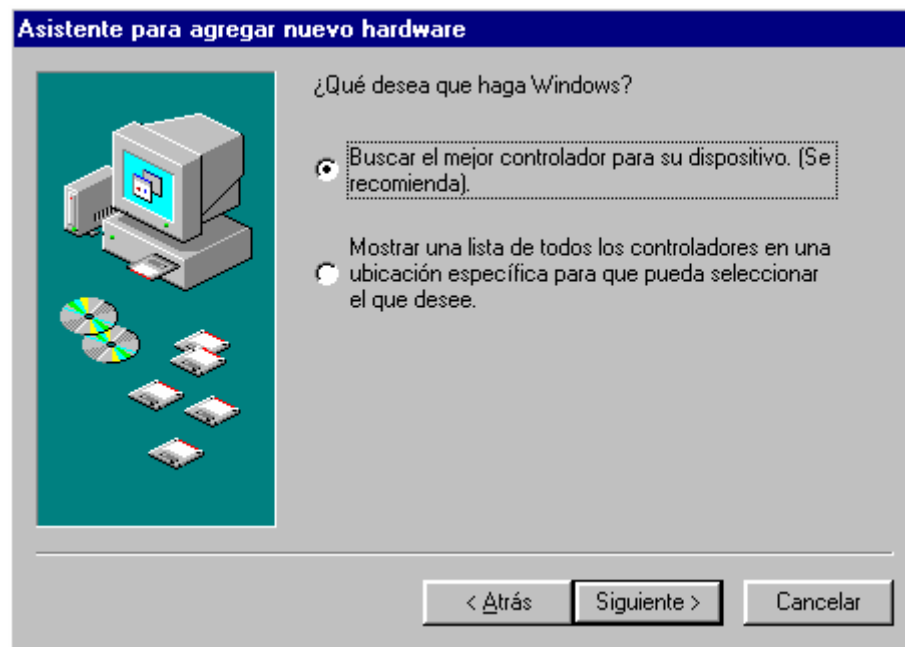 Asistente para agregar nuevo hardware
¿Qué desea que haga Windows?
Buscar el mejor controlador para su dispositivo. (Se
recomienda).
Mostrar una lista de todos los controladores en una
ubicación específica para que pueda seleccionar
el que desee.
< Atrás
Siguiente >
Cancelar